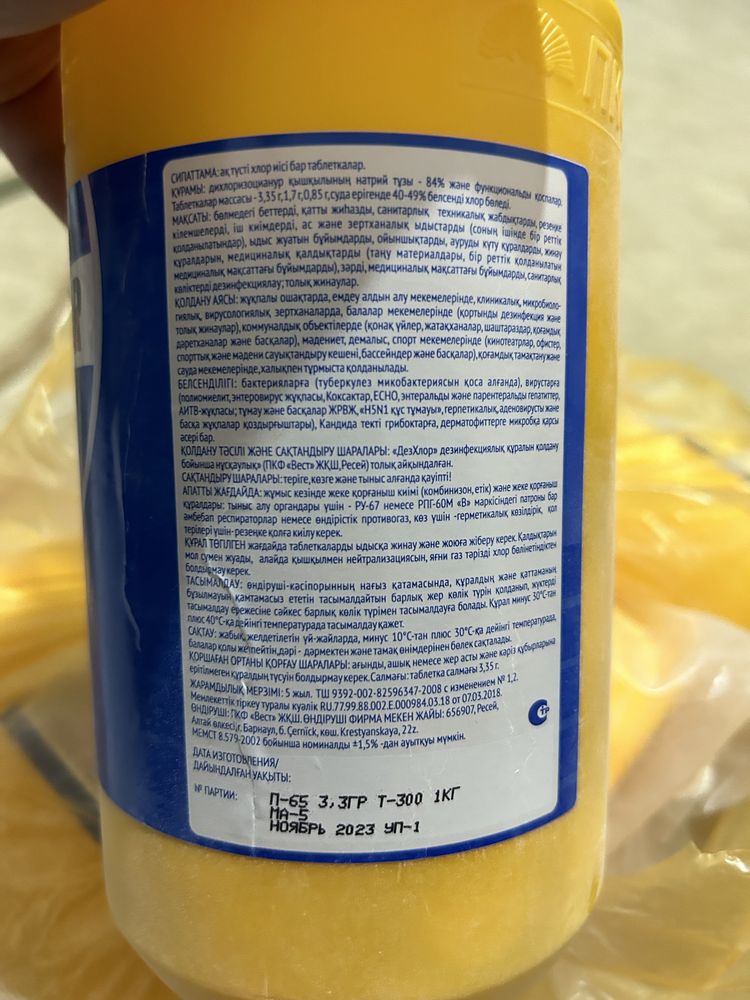 ПК
СИПАТТАМА: ақ түсті хлор иісі бар таблеткалар.
ҚҰРАМЫ: дихлоризоцианур қышқылының натрий тұзы - 84% және функциональды қоспалар.
Таблеткалар массасы - 3,35 г,1,7 г,0,85 г,суда ерігенде 40-49% белсенді хлор бөледі.
МАҚСАТЫ: бөлмедегі беттерді, қатты жиһазды, санитарлық техникалық жабдықтарды, резеңке
кілемшелерді, іш киімдерді, ас және зертханалық ыдыстарды (соның ішінде бір реттік
қолданылатындар), ыдыс жуатын бұйымдарды, ойыншықтарды, ауруды күту құралдарды, жинау
құралдарын, медициналық қалдықтарды (таңу материалдары, бір реттік қолданылатын
медициналық мақсаттағы бұйымдарды), зәрді, медициналық мақсаттағы бұйымдарды,санитарлық
көліктерді дезинфекциялау; толық жинаулар.
ҚОЛДАНУ АЯСЫ: жұқпалы ошақтарда, емдеу алдын алу мекемелерінде, клиникалық, микробиоло-
гиялық, вирусологиялық зертханаларда, балалар мекемелерінде (қортынды дезинфекция және
толық жинаулар),коммуналдық объектілерде (қонақ үйлер,жатақханалар,шаштараздар,қоғамдық
дәретханалар және басқалар), мәдениет, демалыс, спорт мекемелерінде (кинотеатрлар, офистер,
спорттық және мәдени сауықтандыру кешені,бассейндер және басқалар),қоғамдық тамақтану және
сауда мекемелерінде,халықпен тұрмыста қолданылады.
БЕЛСЕНДІЛІГІ: бактерияларға (туберкулез микобактериясын қоса алғанда), вирустарға
(полиомиелит,энтеровирус жұқпасы,Коксактар,ECHO, энтеральды және парентеральды гепатиттер,
АИТВ-жұқпасы; тұмау және басқалар ЖРВЖ, «H5N1 құс тұмауы»,герпетикалық, аденовирусты және
басқа жұқпалар қоздырғыштары), Кандида текті грибоктарға, дерматофиттерге микробқа қарсы
әсері бар.
ҚОЛДАНУ ТӘСІЛІ ЖӘНЕ САҚТАНДЫРУ ШАРАЛАРЫ: «ДезХлор» дезинфекциялық құралын қолдану
бойынша нұсқаулық» (ПКФ «Вест» ЖҚШ,Ресей) толық айқындалған.
САҚТАНДЫРУ ШАРАЛАРЫ: теріге,көзге және тыныс алғанда қауіпті!
АПАТТЫ ЖАҒДАЙДА: жұмыс кезінде жеке қорғаныш киімі (комбинизон, етік) және жеке қорғаныш
құралдары: тыныс алу органдары үшін - РУ-67 немесе РПГ-60М «В» маркісіндегі патроны бар
әмбебап респираторлар немесе өндірістік противогаз, көз үшін -герметикалық көзілдірік, қол
терілері үшін-резеңке қолға киілу керек.
ҚҰРАЛ ТӨГІЛГЕН жағдайда таблеткаларды ыдысқа жинау және жоюға жіберу керек. Қалдықтарын
мол сумен жуады, алайда қышқылмен нейтрализациясын, яғни газ тәрізді хлор бөлінетіндіктен
болдырмау керек.
ТАСЫМАЛДАУ: өндіруші-кәсіпорынның нағыз қатамасында, құралдың және қаттаманың
бұзылмауын қамтамасыз ететін тасымалдайтын барлық жер көлік түрін қолданып, жүктерді
тасымалдау ережесіне сәйкес барлық көлік түрімен тасымалдауға болады. Құрал минус 30°С-тан
плюс 40°С-қа дейінгі температурада тасымалдау қажет.
САҚТАУ: жабық желдетілетін үй-жайларда, минус 10°С-тан плюс 30°С-қа дейінгі температурада,
балалар қолы жетпейтін,дәрі - дәрмектен және тамақ өнімдерінен бөлек сақталады.
ҚОРШАҒАН ОРТАНЫ ҚОРҒАУ ШАРАЛАРЫ: ағынды, ашық немесе жер асты және кәріз құбырларына
ерітілмеген құралдың түсуін болдырмау керек.Салмағы: таблетка салмағы 3,35 г.
ЖАРАМДЫЛЫҚ МЕРЗІМІ: 5 жыл. ТШ 9392-002-82596347-2008 с изменением № 1,2.
Мемлекеттік тіркеу туралы куәлік RU.77.99.88.002.E.000984.03.18 от 07.03.2018.
ӨНДІРУШІ: ПКФ «Вест» ЖҚШ. ӨНДІРУШІ ФИРМА МЕКЕН ЖАЙЫ: 656907, Ресей,
Алтай өлкесі,г. Барнаул, б. Černićk, көш. Krestyanskaya, 22z.
МЕМСТ 8.579-2002 бойынша номиналды ±1,5% -дан ауытқуы мүмкін.
ДАТА ИЗГОТОВЛЕНИЯ/
ДАЙЫНДАЛҒАН УАҚЫТЫ:
№ ПАРТИИ:
П-65 3,3ГР Т-300 1КГ
МА-5
НОЯБРЬ 2023 УП-1